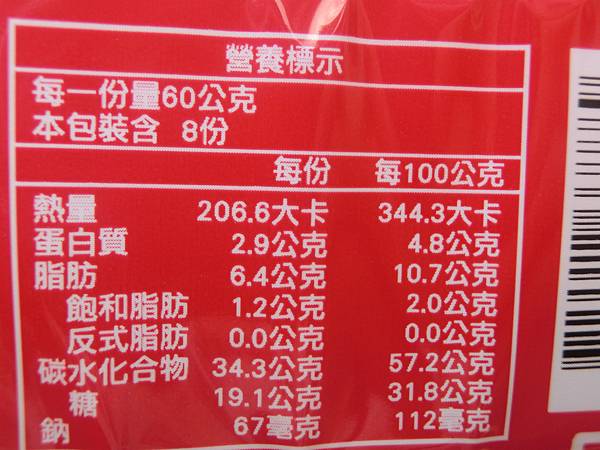 營養標示
每一份量60公克
本包裝含 8份
每份 每100公克
熱量 206.6大卡 344.3大卡
蛋白質 2.9公克 4.8公克
脂肪 6.4公克 10.7公克
飽和脂肪 1.2公克 2.0公克
反式脂肪 0.0公克 0.0公克
碳水化合物 34.3公克 57.2公克
糖 19.1公克 31.8公克
鈉 67毫克 112毫克